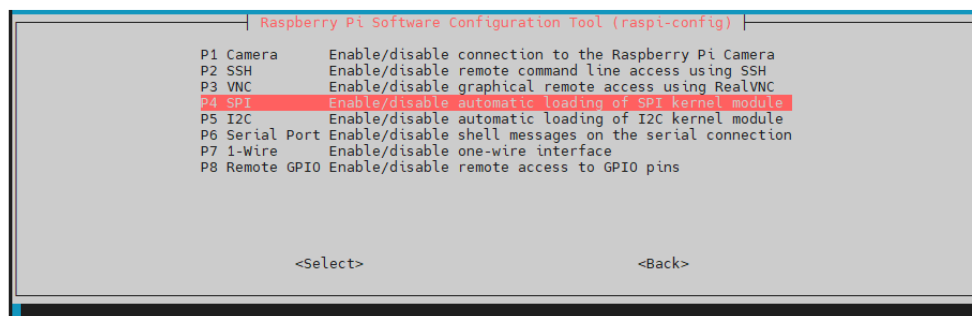 Raspberry Pi Software Configuration Tool (raspi-config)
P1 Camera Enable/disable connection to the Raspberry Pi Camera
P2 SSH Enable/disable remote command line access using SSH
P3 VNC Enable/disable graphical remote access using RealVNC
P4 SPI Enable/disable automatic loading of SPI kernel module
P5 I2C Enable/disable automatic loading of I2C kernel module
P6 Serial Port Enable/disable shell messages on the serial connection
P7 1-Wire Enable/disable one-wire interface
P8 Remote GPIO Enable/disable remote access to GPIO pins
<Select> <Back>